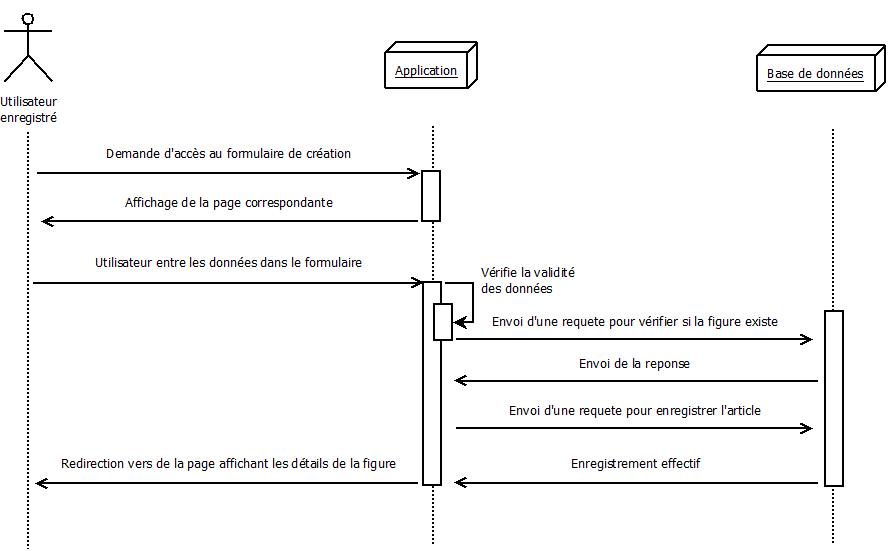 Utilisateur
enregistré
Application
Base de données
Demande d'accès au formulaire de création
Affichage de la page correspondante
Utilisateur entre les données dans le formulaire
Vérifie la validité
des données
Envoi d'une requete pour vérifier si la figure existe
Envoi de la reponse
Envoi d'une requete pour enregistrer l'article
Redirection vers de la page affichant les détails de la figure
Enregistrement effectif